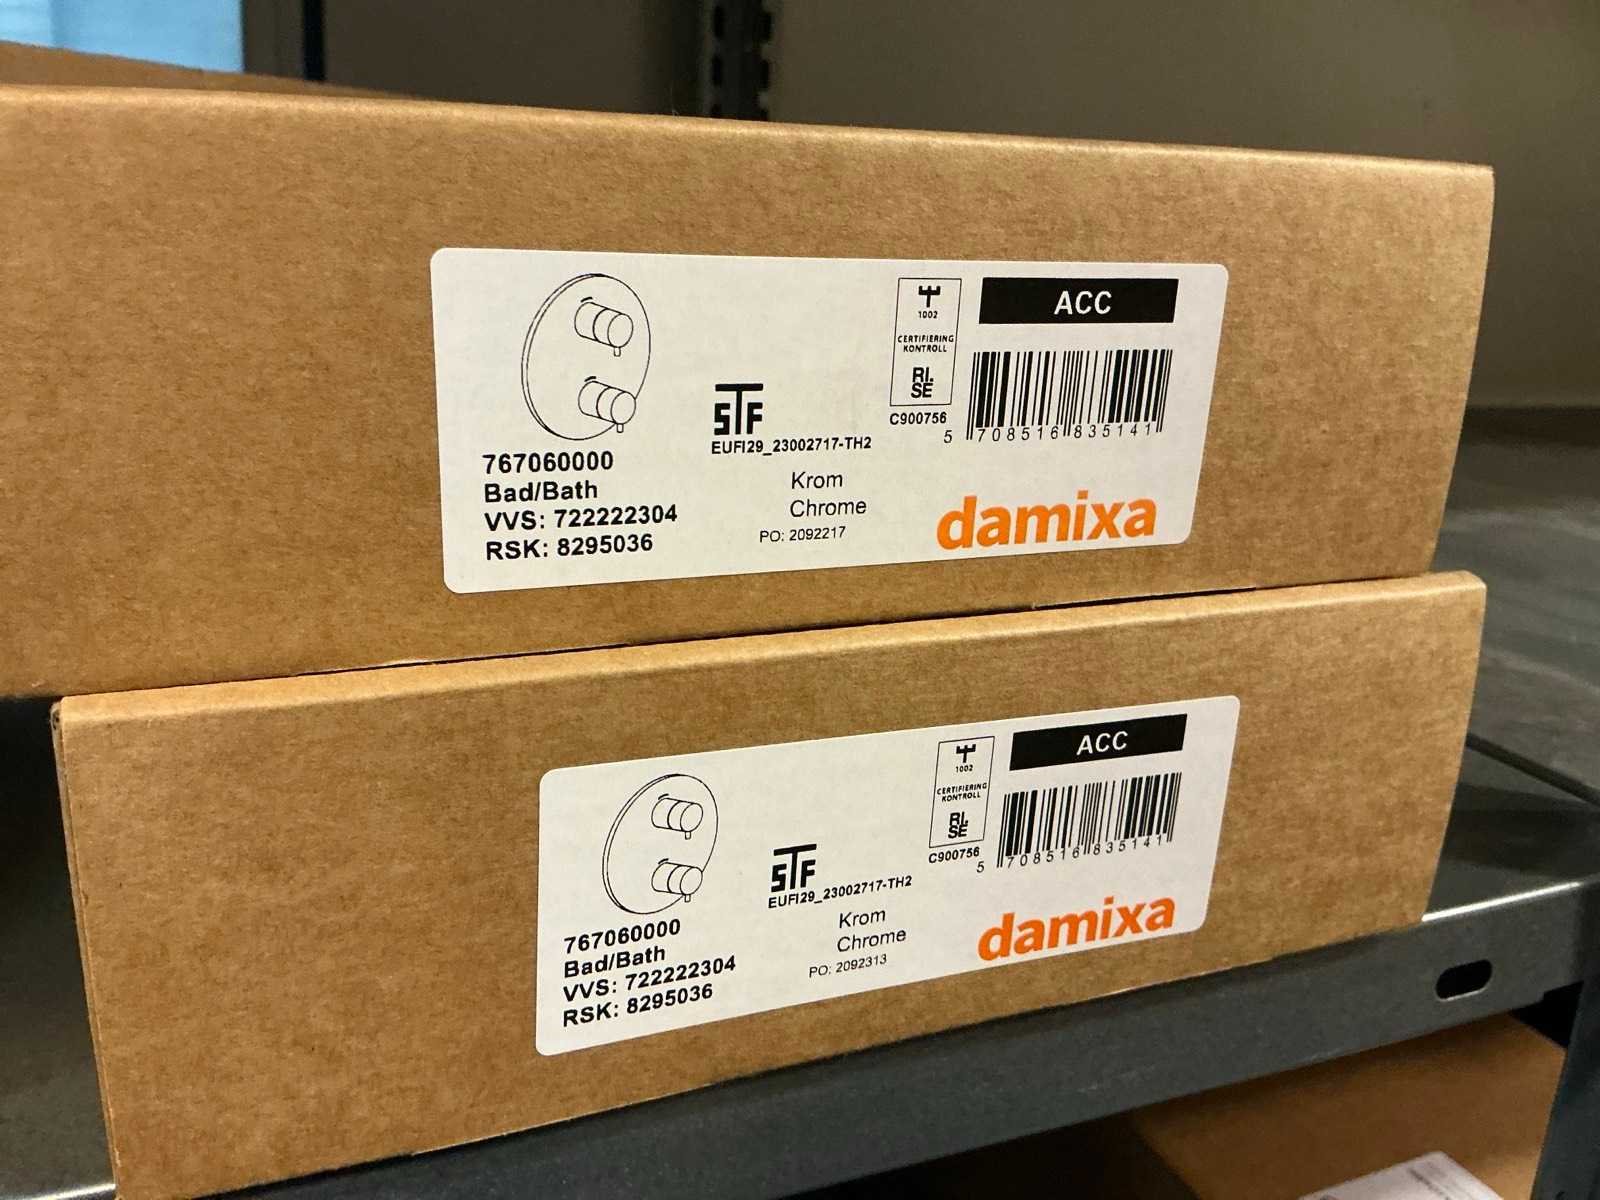 ACC
1002
CERTIFIERING
KONTROLL
RI.
SE
C900756
5 708516 835141
STF
EUFI29_23002717-TH2
767060000
Bad/Bath
VVS: 722222304
RSK: 8295036
Krom
Chrome
PO: 2092217
damixa
ACC
1002
CERTIFIERING
KONTROLL
RI.
SE
C900756
5 708516 835141
STF
EUFI29_23002717-TH2
767060000
Bad/Bath
VVS: 722222304
RSK: 8295036
Krom
Chrome
PO: 2092313
damixa